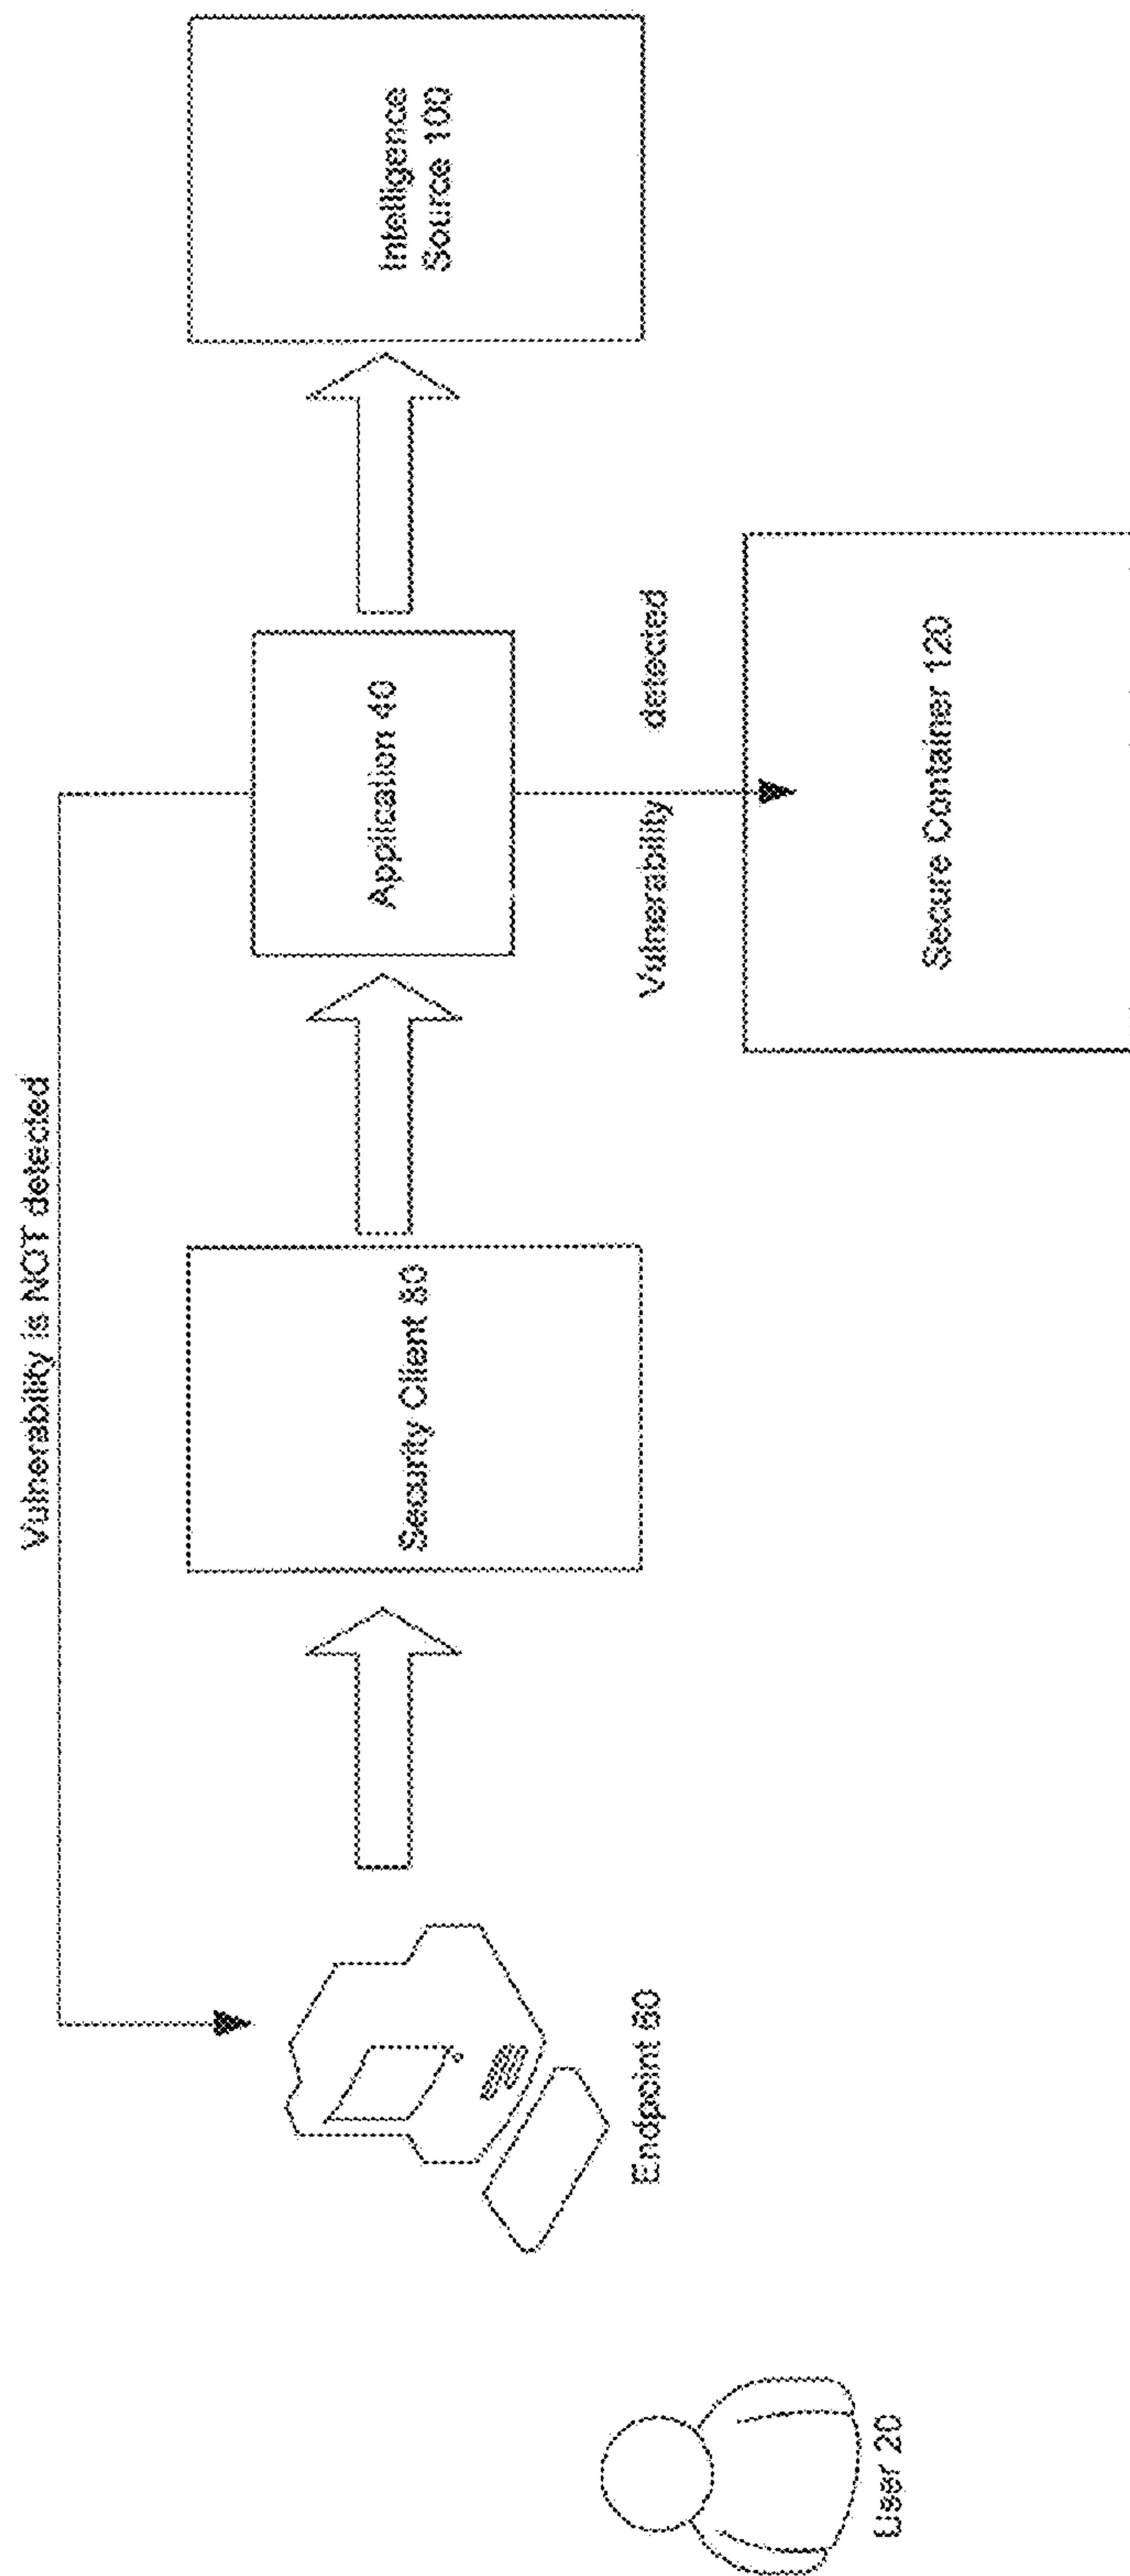 Vulnerability is NOT detected
Security Client 80
Application 40
Intelligence
Source 100
Endpoint 60
Vulnerability detected
User 20
Secure Container 120